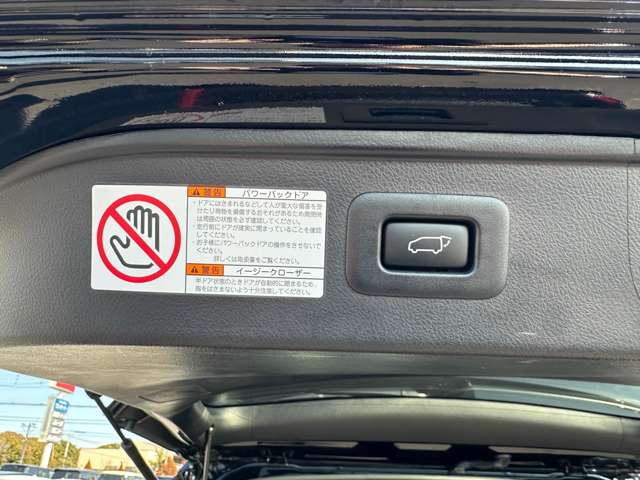 警告 パワーバックドア
・ドアにはさまれるなどして人が重大な傷害を受
けたり荷物を損傷するおそれがあるため開閉時
は周囲の状態を必ず確認してください。
・走行前にドアが確実に閉まっていることを確認
してください。
・お子様にパワーバックドアの操作をさせないで
ください。
詳しくは取扱書をご覧ください。
警告 イージークローザー
半ドア状態のときドアが自動的に閉まるため、
指をはさまないよう十分注意してください。